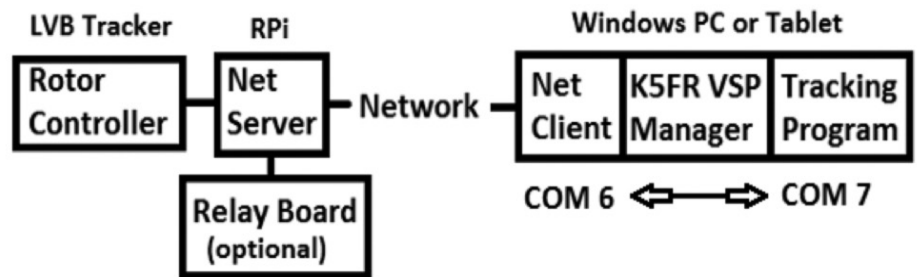 LVB Tracker
RPi
Windows PC or Tablet
Rotor
Controller
Net
Server
Network
Net
Client
K5FR VSP
Manager
Tracking
Program
Relay Board
(optional)
COM 6
COM 7